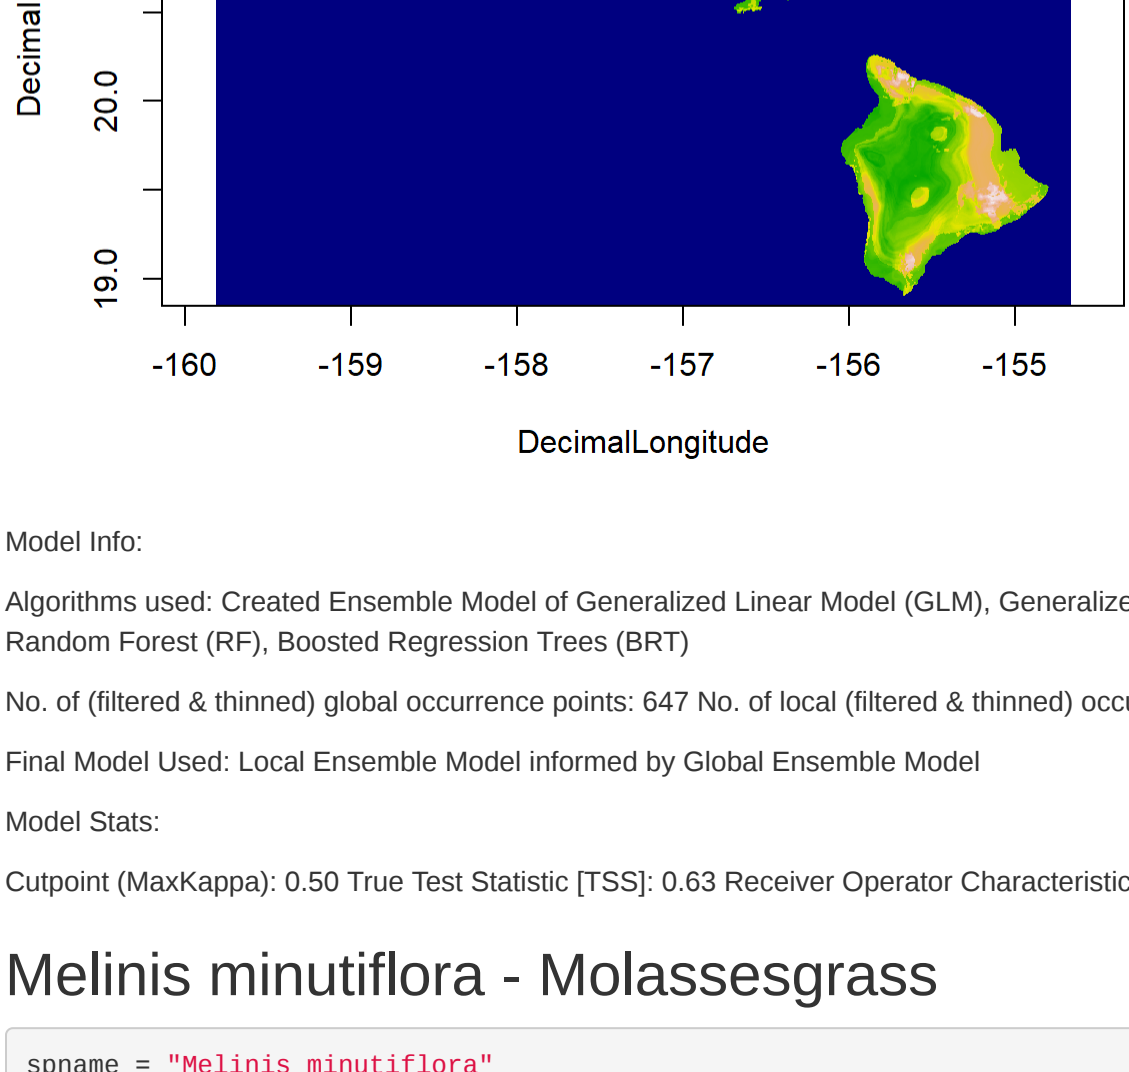 Decimal
20.0
19.0
-160 -159 -158 -157 -156 -155
DecimalLongitude
Model Info:
Algorithms used: Created Ensemble Model of Generalized Linear Model (GLM), Generalize
Random Forest (RF), Boosted Regression Trees (BRT)
No. of (filtered & thinned) global occurrence points: 647 No. of local (filtered & thinned) occu
Final Model Used: Local Ensemble Model informed by Global Ensemble Model
Model Stats:
Cutpoint (MaxKappa): 0.50 True Test Statistic [TSS]: 0.63 Receiver Operator Characteristic
Melinis minutiflora - Molassesgrass
spname = "Melinis minutiflora"